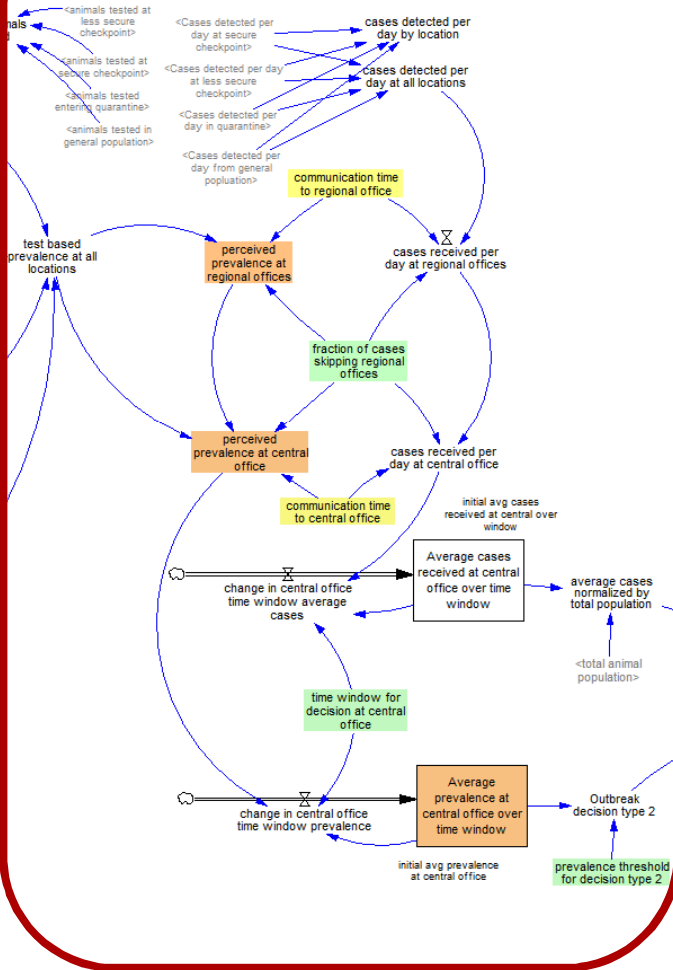 <animals tested at
less secure
checkpoint>
<animals tested at
secure checkpoint>
<animals tested
entering quarantine>
<animals tested in
general population>
<Cases detected per
day at secure
checkpoint>
<Cases detected per day
at less secure
checkpoint>
<Cases detected per
day in quarantine>
<Cases detected per
day from general
popluation>
cases detected per
day by location
cases detected per
day at all locations
communication time
to regional office
test based
prevalence at all
locations
perceived
prevalence at
regional offices
cases received per
day at regional offices
fraction of cases
skipping regional
offices
perceived
prevalence at central
office
cases received per
day at central office
communication time
to central office
initial avg cases
received at central over
window
change in central office
time window average
cases
Average cases
received at central
office over time
window
average cases
normalized by
total population
<total animal
population>
time window for
decision at central
office
change in central office
time window prevalence
Average
prevalence at
central office over
time window
Outbreak
decision type 2
initial avg prevalence
at central office
prevalence threshold
for decision type 2